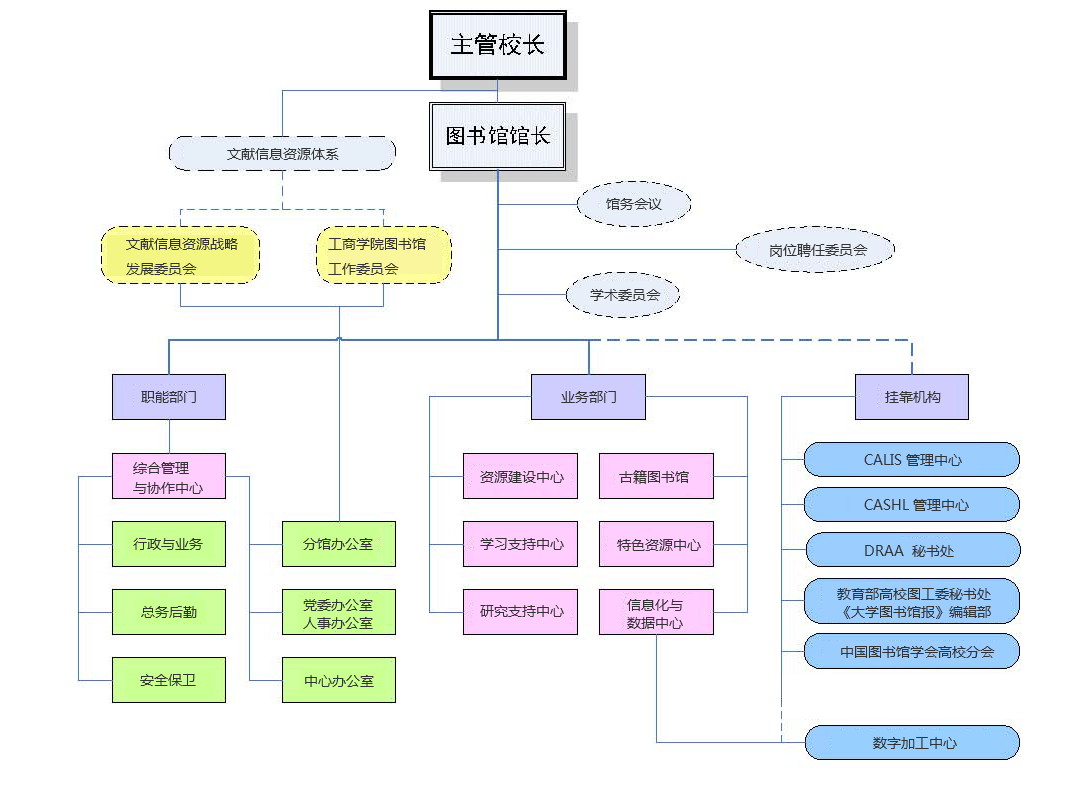 主管校长
图书馆馆长
文献信息资源体系
馆务会议
文献信息资源战略
发展委员会
工商学院图书馆
工作委员会
岗位聘任委员会
学术委员会
职能部门
业务部门
挂靠机构
综合管理
与协作中心
资源建设中心
古籍图书馆
CALIS 管理中心
CASHL 管理中心
行政与业务
分馆办公室
学习支持中心
特色资源中心
DRAA 秘书处
总务后勤
党委办公室
人事办公室
研究支持中心
信息化与
数据中心
教育部高校图工委秘书处
《大学图书馆报》编辑部
中国图书馆学会高校分会
安全保卫
中心办公室
数字加工中心